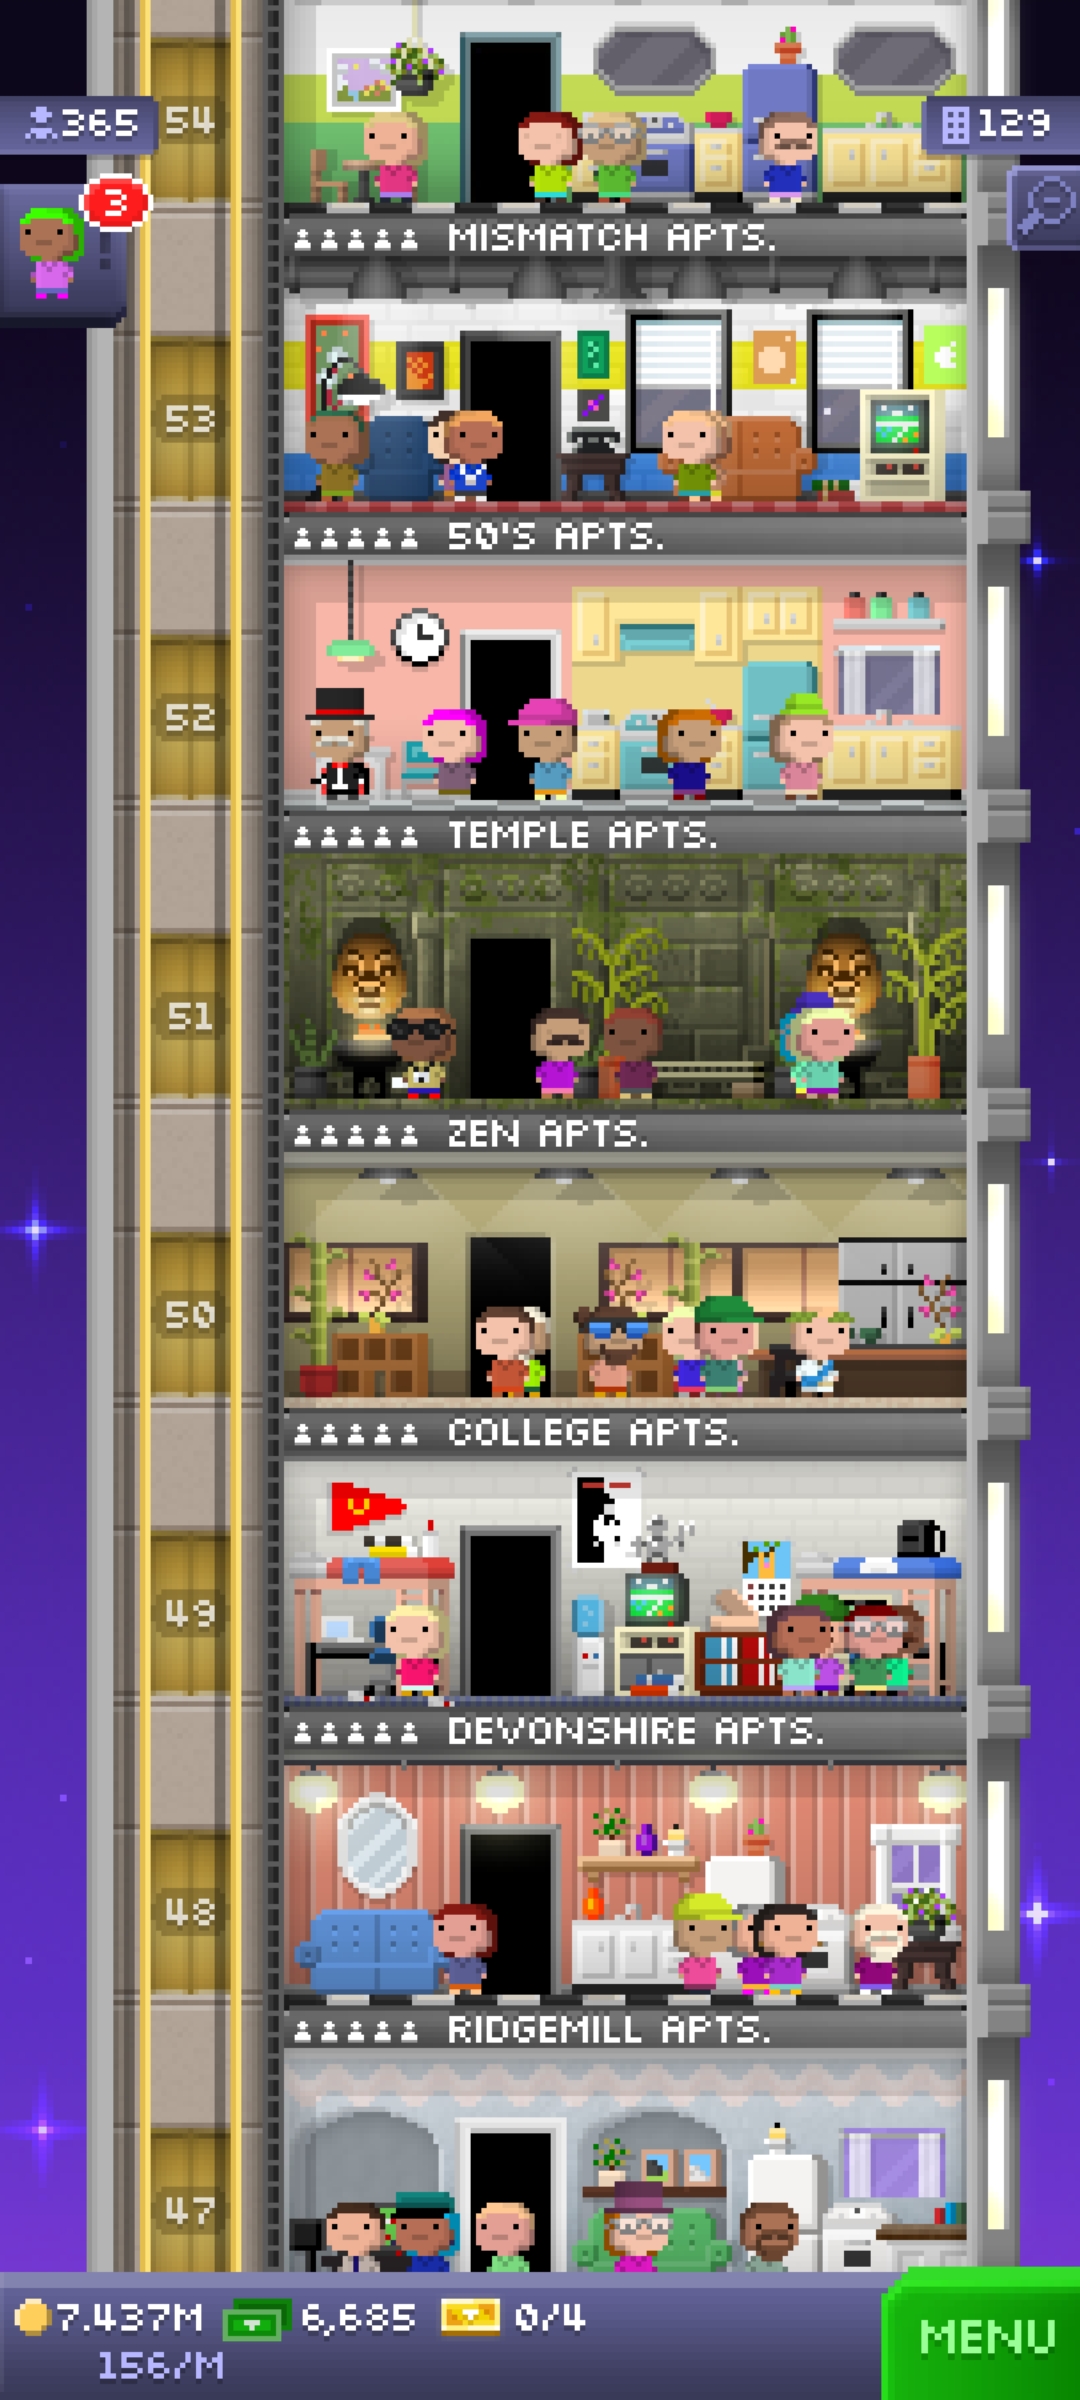 54
365
129
3
MISMATCH APTS.
53
50'S APTS.
52
TEMPLE APTS.
51
ZEN APTS.
50
COLLEGE APTS.
49
DEVONSHIRE APTS.
48
RIDGEMILL APTS.
47
7.437M 6,685 0/4
156/M
MENU